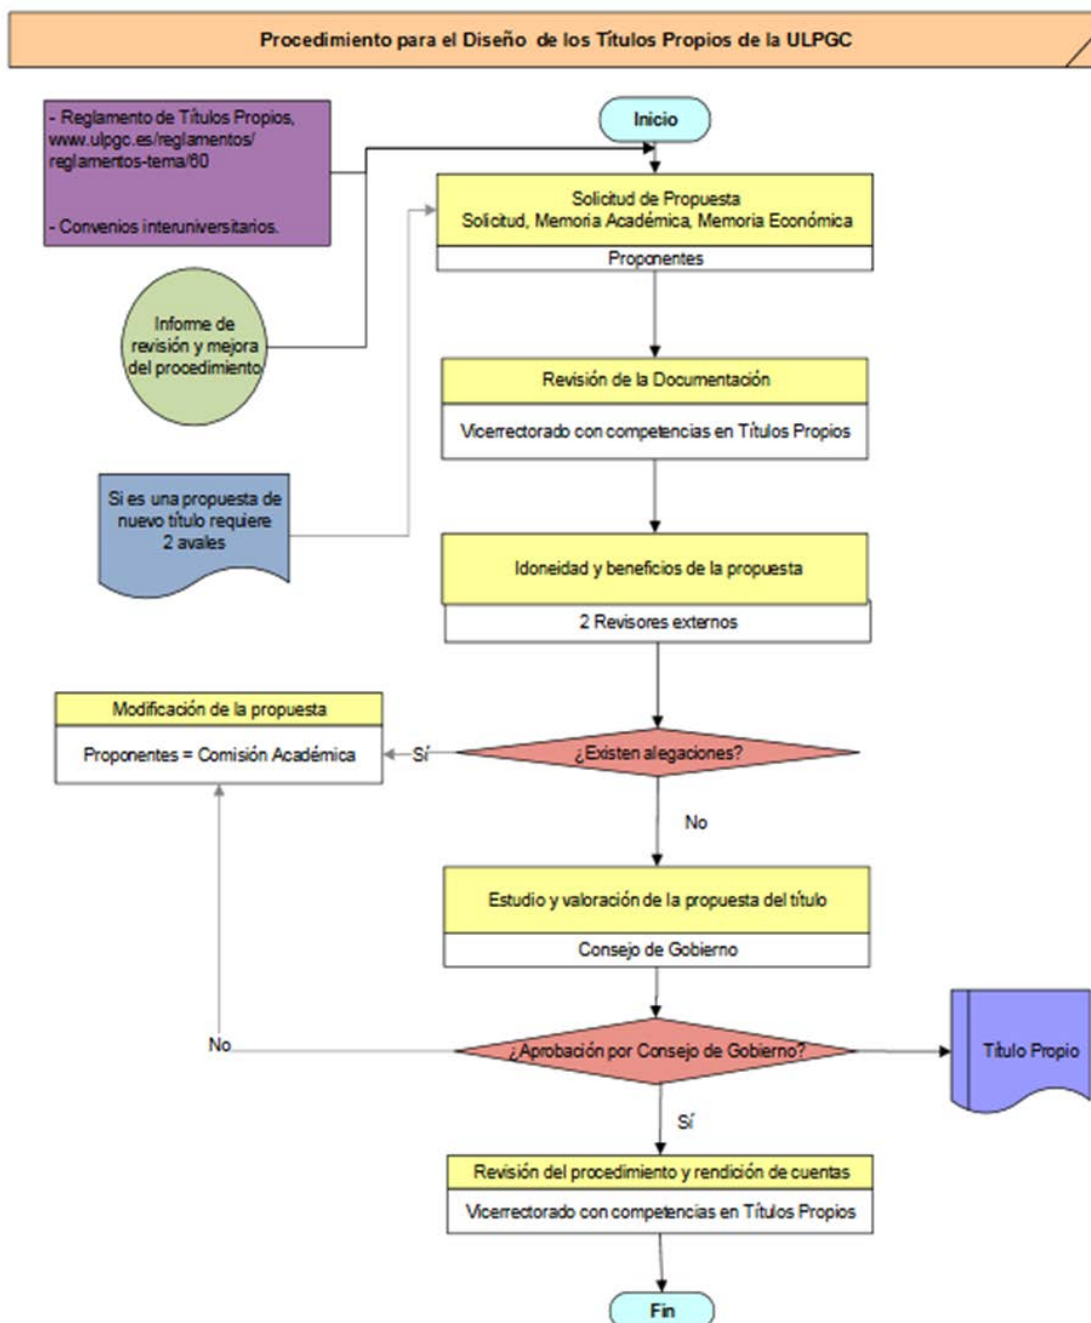 Procedimiento para el Diseño de los Títulos Propios de la ULPGC
- Reglamento de Títulos Propios,
www.ulpgc.es/reglamentos/
reglamentos-tema/60
- Convenios interuniversitarios.
Inicio
Solicitud de Propuesta
Solicitud, Memoria Académica, Memoria Económica
Proponentes
Informe de
revisión y mejora
del procedimiento
Revisión de la Documentación
Vicerrectorado con competencias en Títulos Propios
Si es una propuesta de
nuevo título requiere
2 avales
Idoneidad y beneficios de la propuesta
2 Revisores externos
Modificación de la propuesta
Proponentes = Comisión Académica
Sí
¿Existen alegaciones?
No
Estudio y valoración de la propuesta del título
Consejo de Gobierno
No
¿Aprobación por Consejo de Gobierno?
Título Propio
Sí
Revisión del procedimiento y rendición de cuentas
Vicerrectorado con competencias en Títulos Propios
Fin